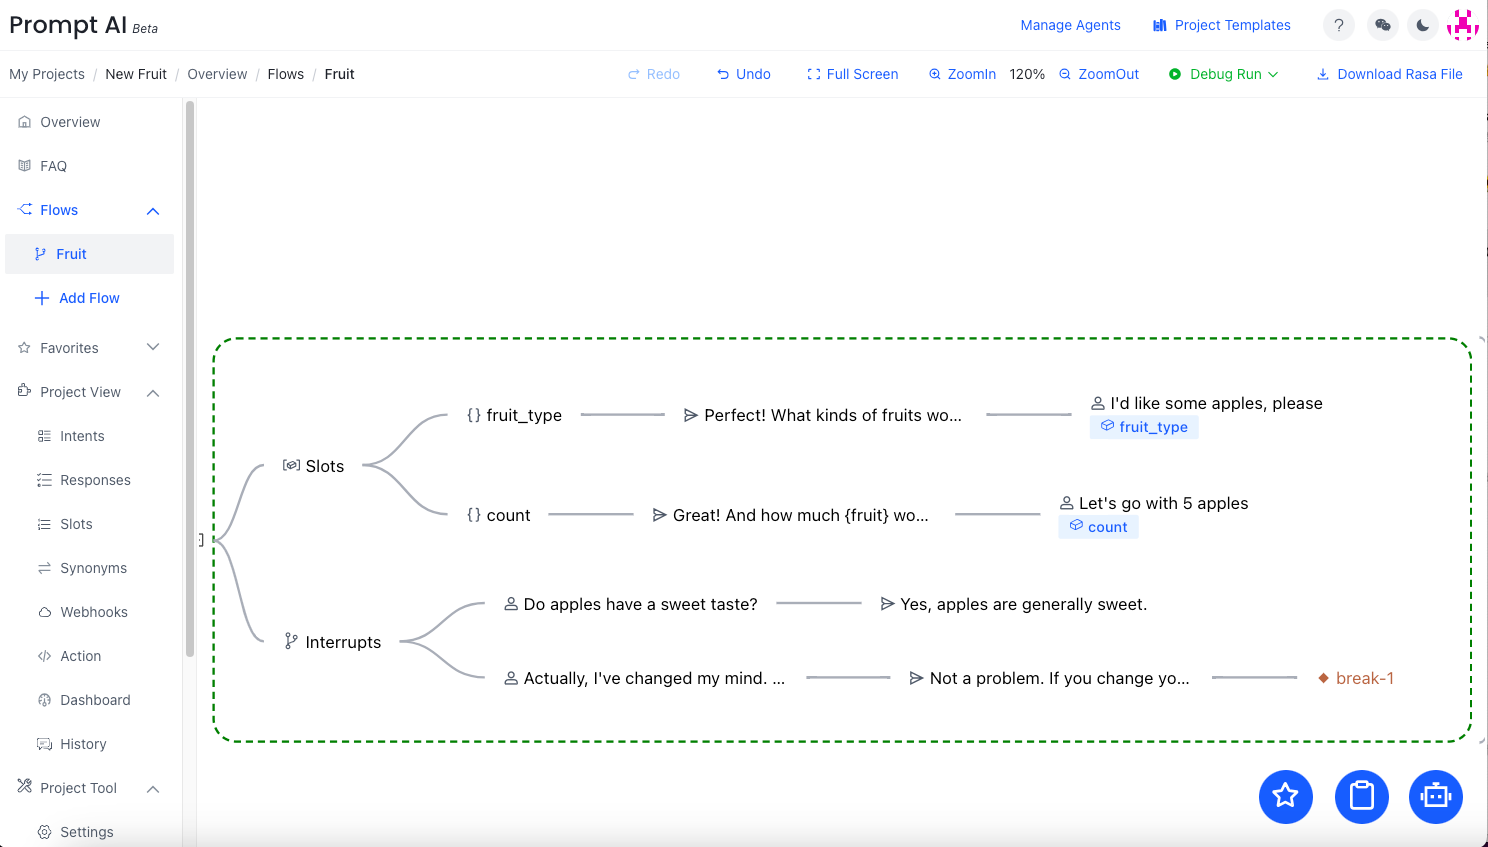 Prompt AI Beta
Manage Agents
Project Templates
?
My Projects / New Fruit / Overview / Flows / Fruit
Redo
Undo
Full Screen
ZoomIn
120%
ZoomOut
Debug Run
Download Rasa File
Overview
FAQ
Flows
Fruit
Add Flow
Favorites
Project View
Intents
Responses
Slots
Synonyms
Webhooks
Action
Dashboard
History
Project Tool
Settings
Slots
{} fruit_type
Perfect! What kinds of fruits wo...
I'd like some apples, please
fruit_type
{} count
Great! And how much {fruit} wo...
Let's go with 5 apples
count
Interrupts
Do apples have a sweet taste?
Yes, apples are generally sweet.
Actually, I've changed my mind. ...
Not a problem. If you change yo...
break-1